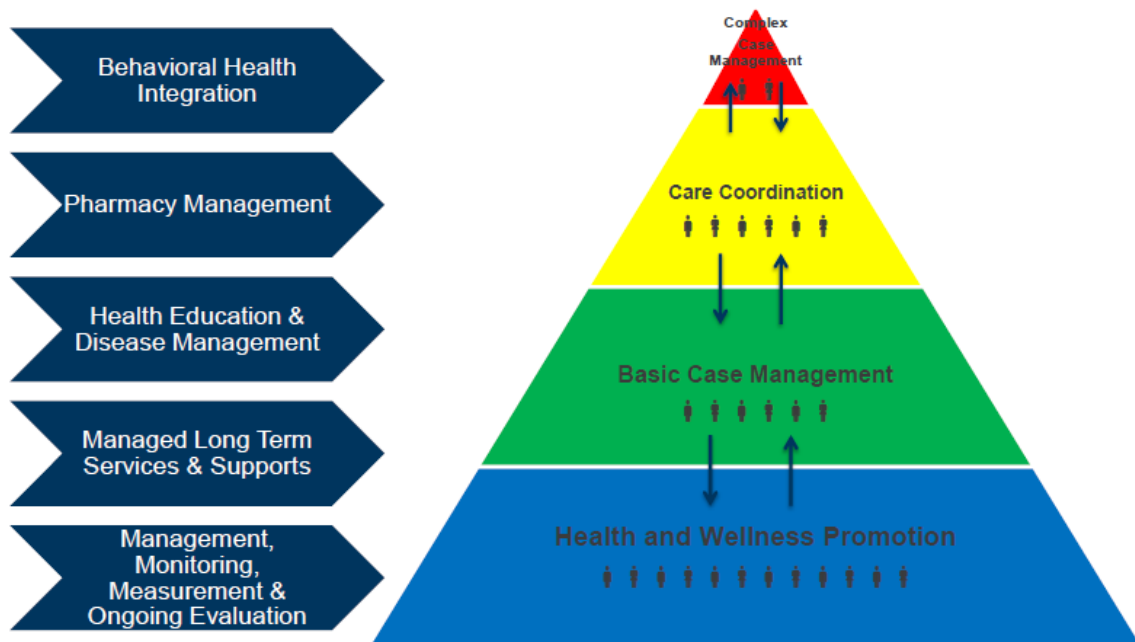 Behavioral Health
Integration
Pharmacy Management
Health Education &
Disease Management
Managed Long Term
Services & Supports
Management,
Monitoring,
Measurement &
Ongoing Evaluation
Complex
Case
Management
Care Coordination
Basic Case Management
Health and Wellness Promotion